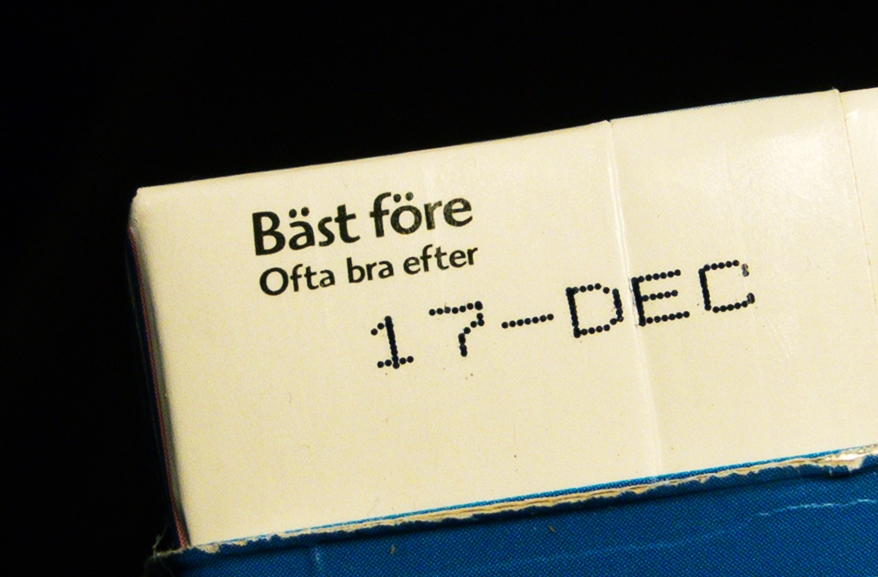 Bäst före
Ofta bra efter
17-DEC